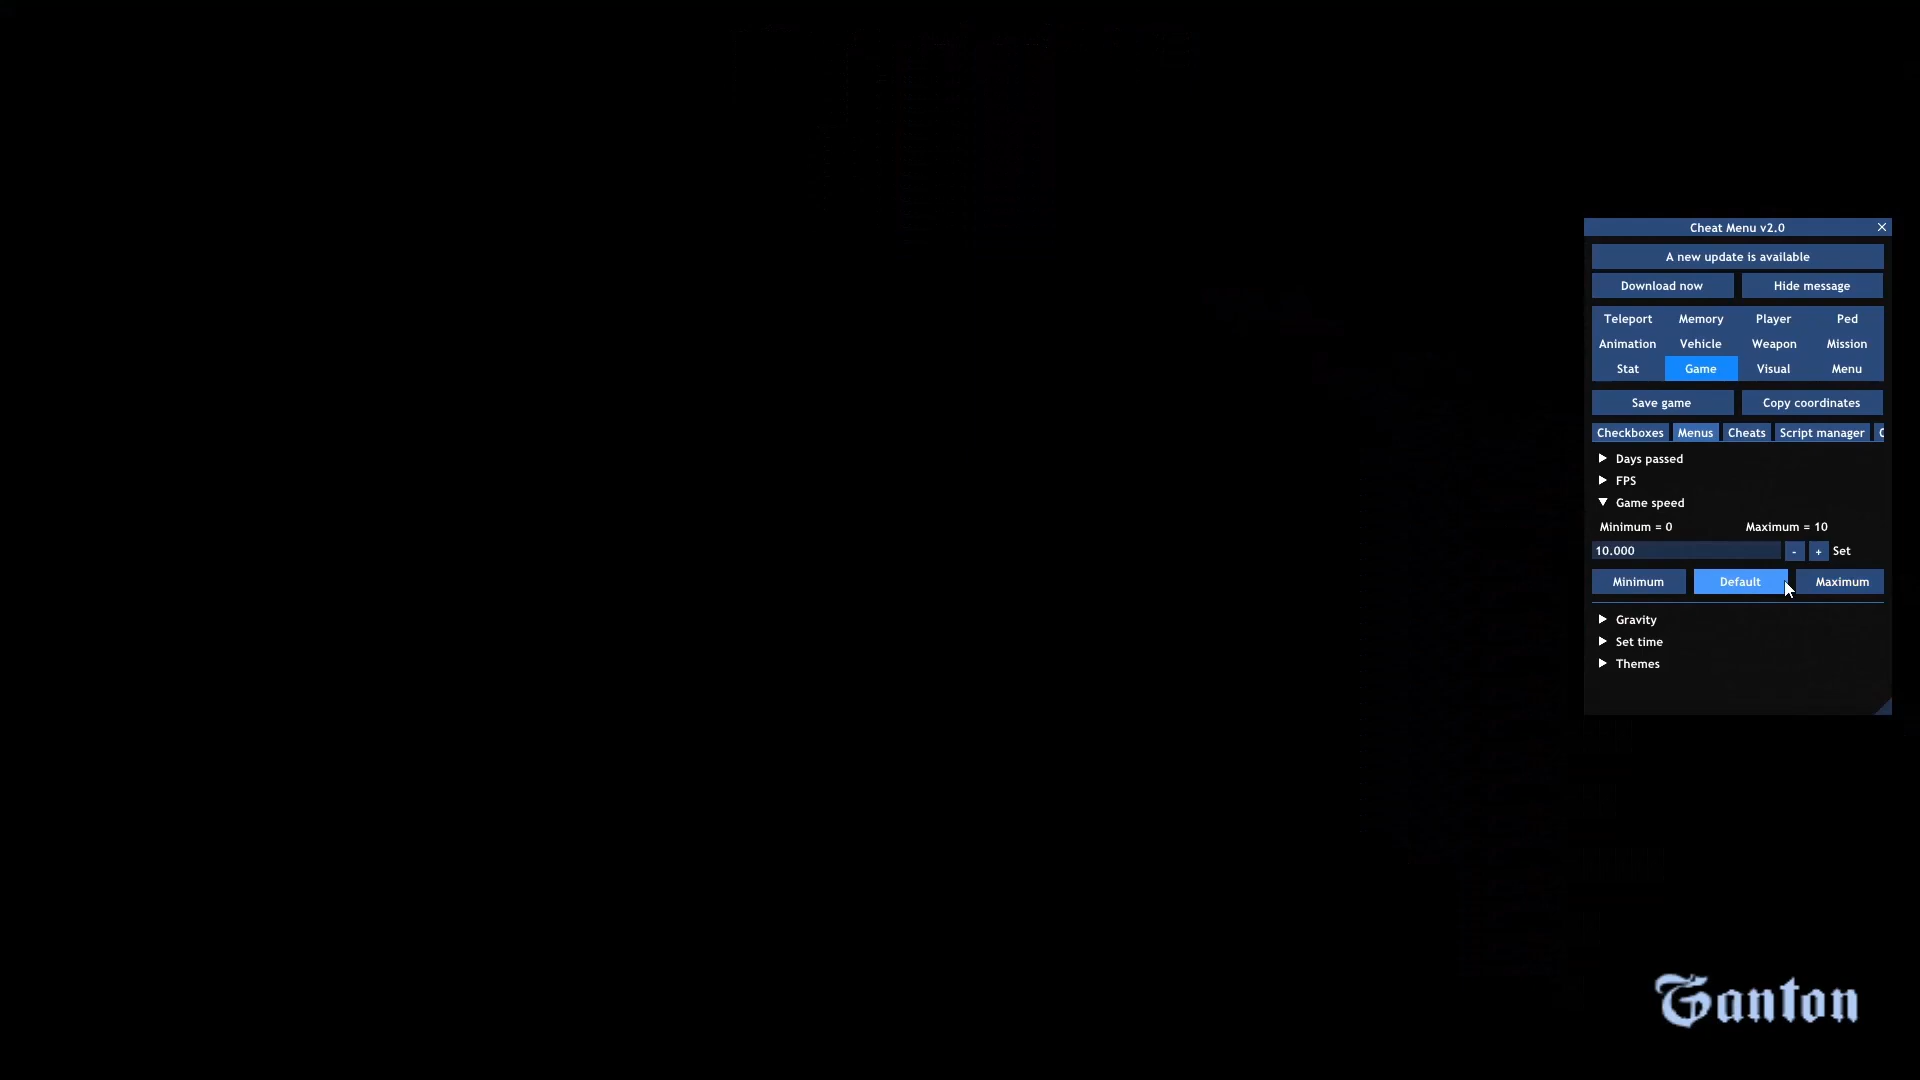 Cheat Menu v2.0
A new update is available
Download now Hide message
Teleport Memory Player Ped
Animation Vehicle Weapon Mission
Stat Game Visual Menu
Save game Copy coordinates
Checkboxes Menus Cheats Script manager
Days passed
FPS
Game speed
Minimum = 0 Maximum = 10
10.000 - + Set
Minimum Default Maximum
Gravity
Set time
Themes
Ganton